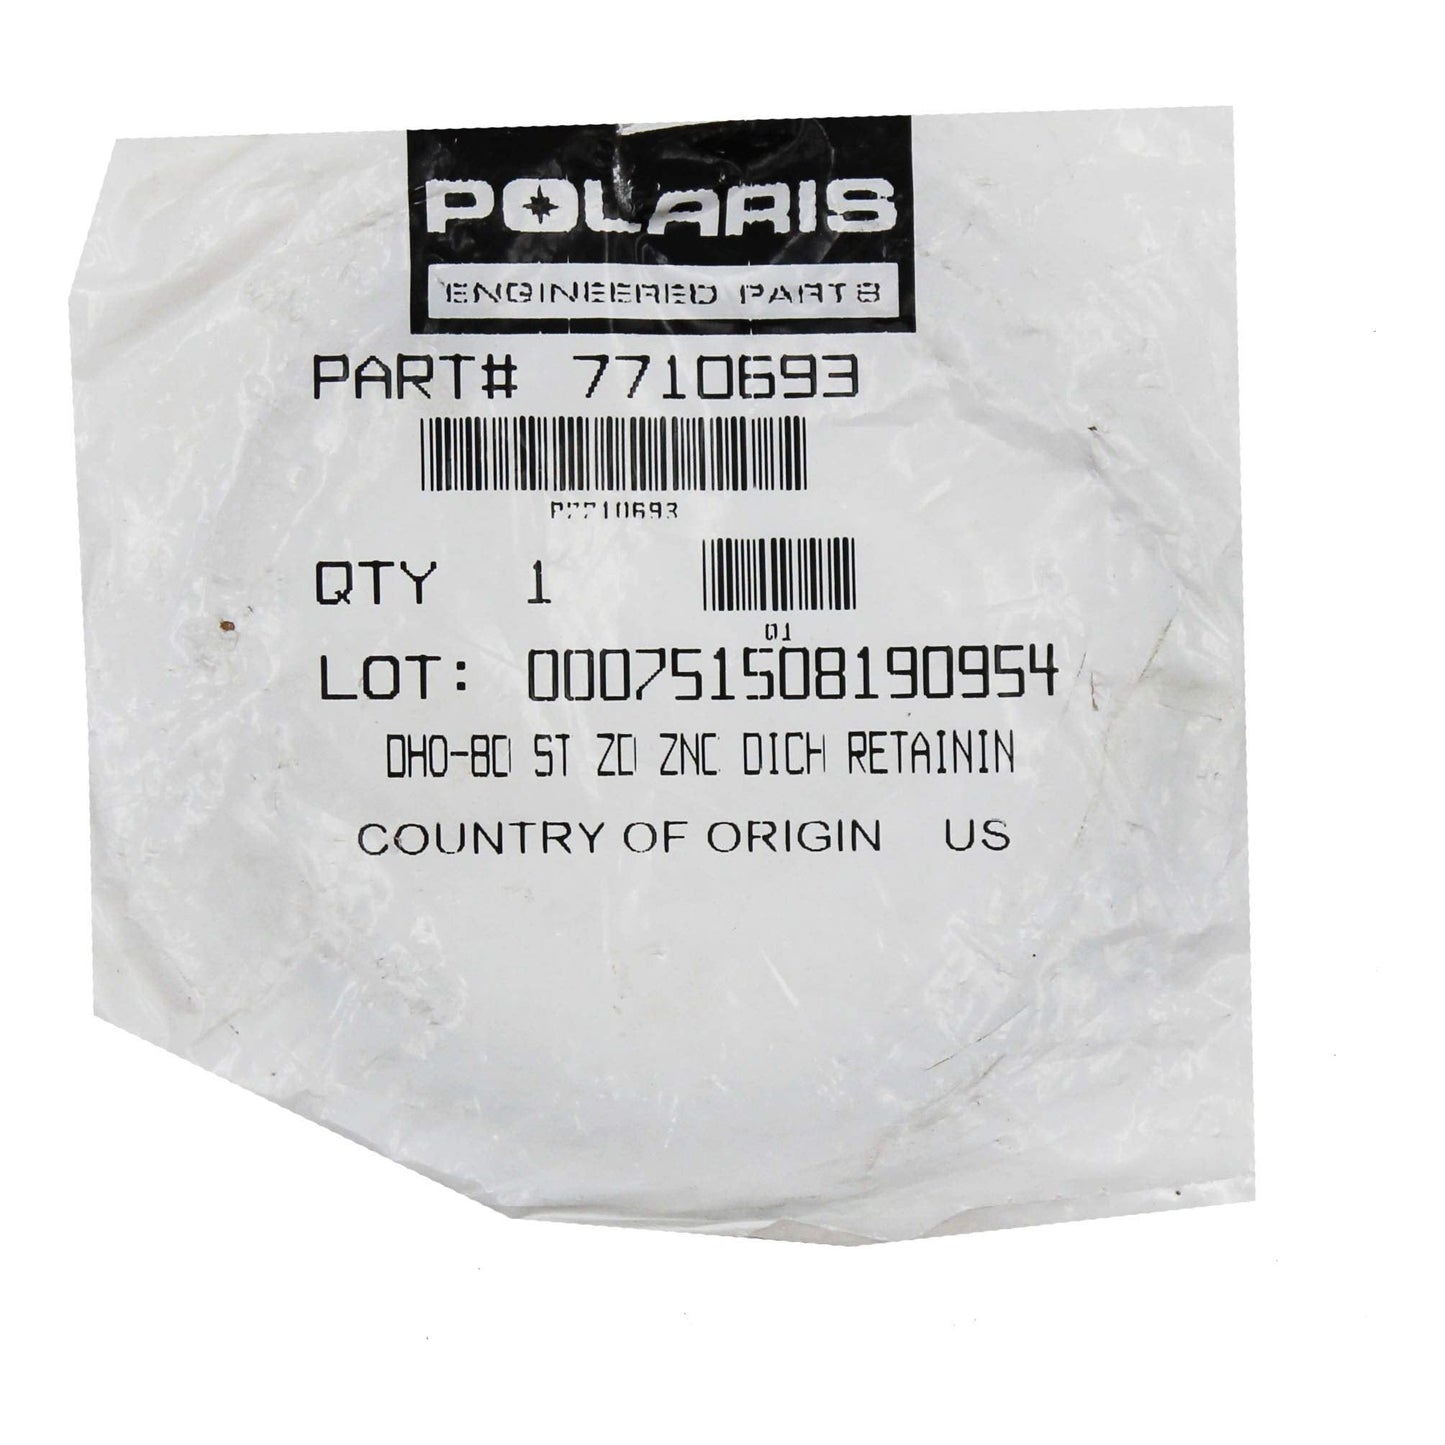 POLARIS
ENGINEERED PARTS
PART# 7710693
P7710693
QTY 1
01
LOT: 000751508190954
DHO-80 ST ZD ZNC DICH RETAININ
COUNTRY OF ORIGIN US